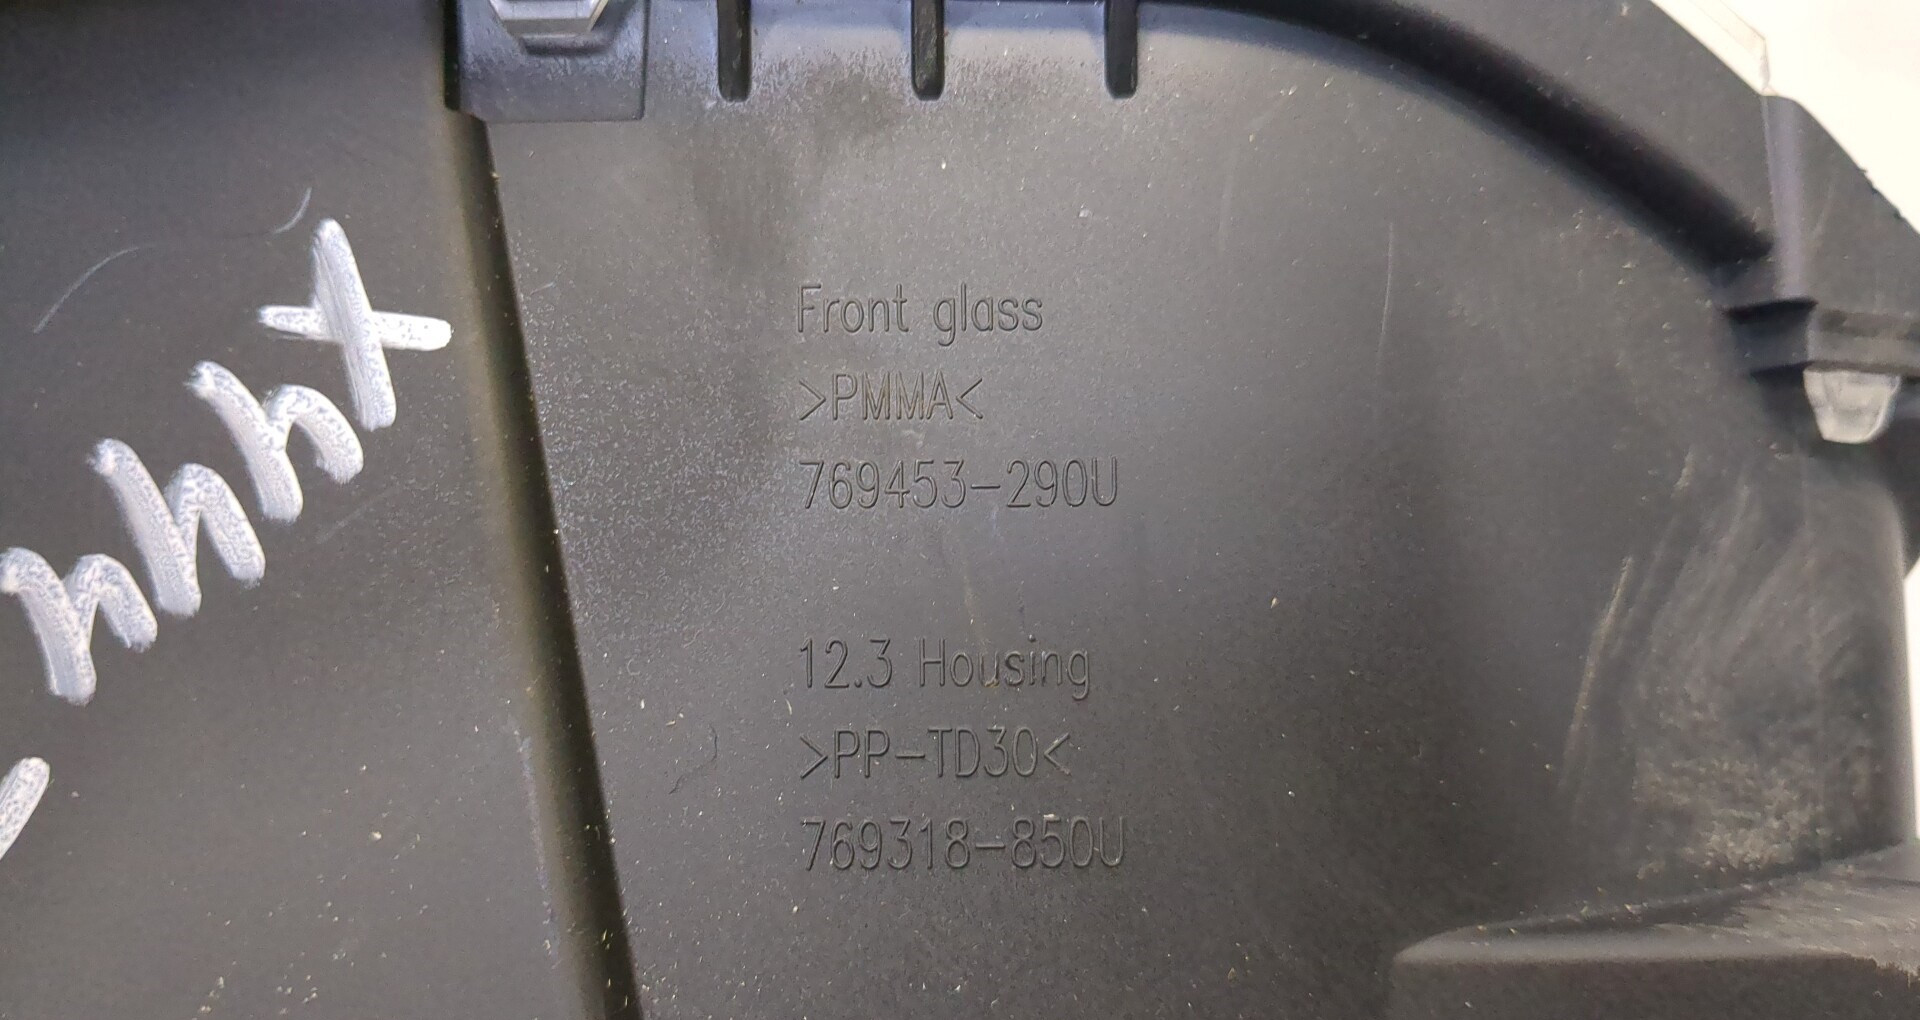 Front glass
>PMMA<
769453-290U
12.3 Housing
>PP-TD30<
769318-850U